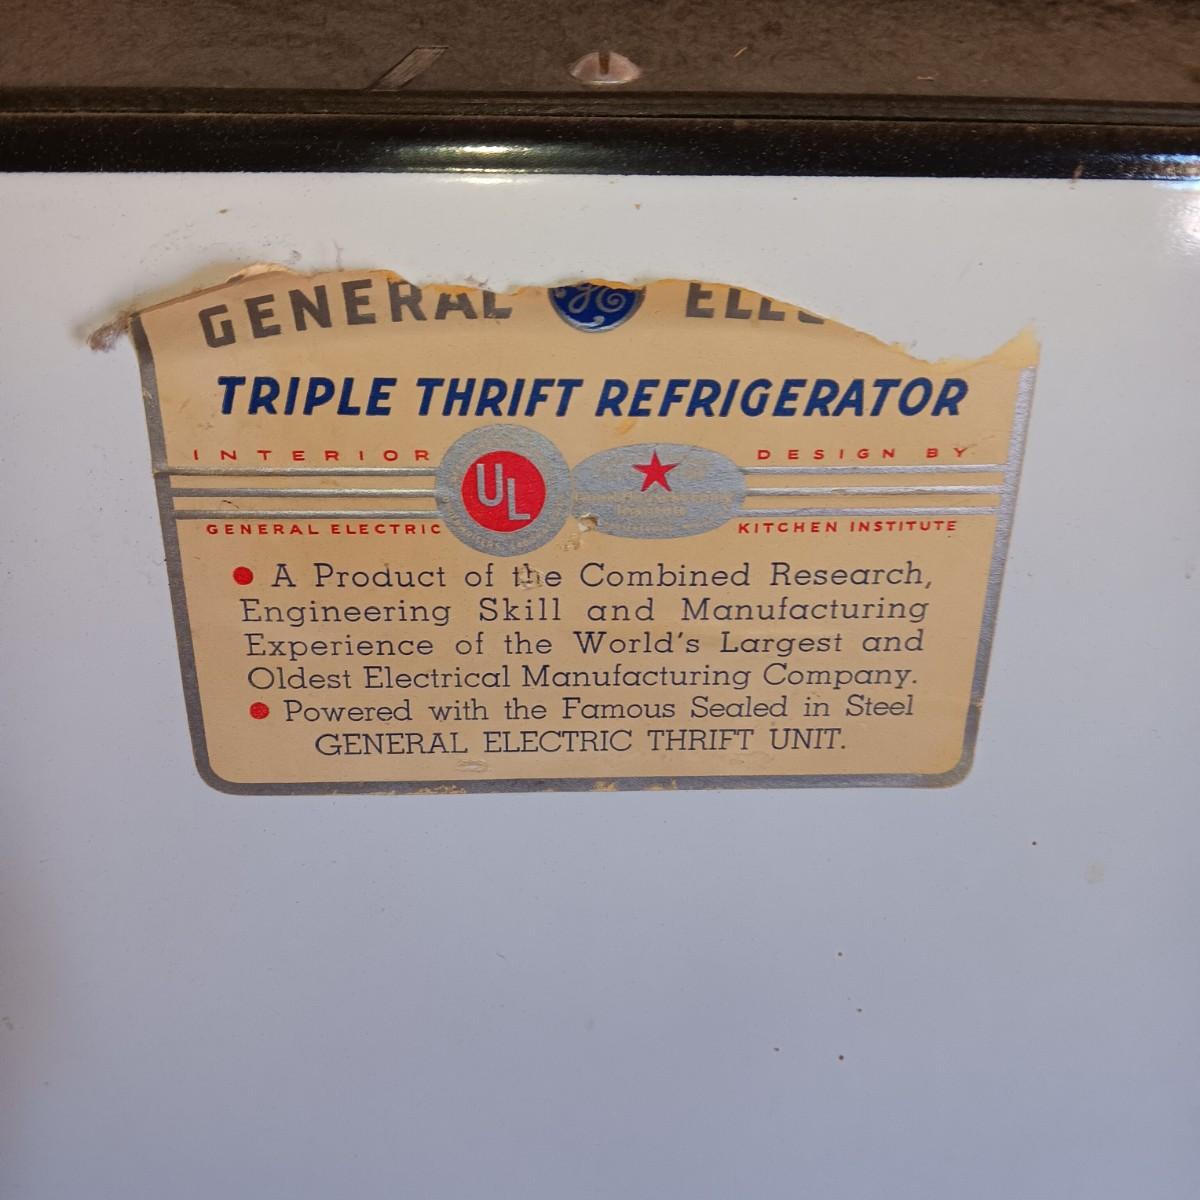 GENERAL GE ELEC
TRIPLE THRIFT REFRIGERATOR
INTERIOR DESIGN BY
UL
GENERAL ELECTRIC KITCHEN INSTITUTE
• A Product of the Combined Research,
Engineering Skill and Manufacturing
Experience of the World's Largest and
Oldest Electrical Manufacturing Company.
• Powered with the Famous Sealed in Steel
GENERAL ELECTRIC THRIFT UNIT.